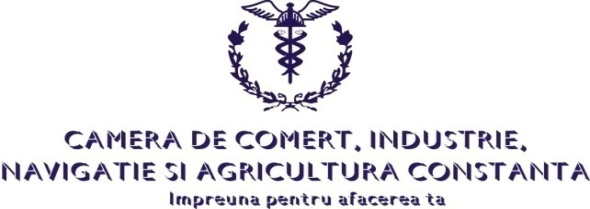 CAMERA DE COMERT, INDUSTRIE,
NAVIGATIE SI AGRICULTURA CONSTANTA
Impreuna pentru afacerea ta